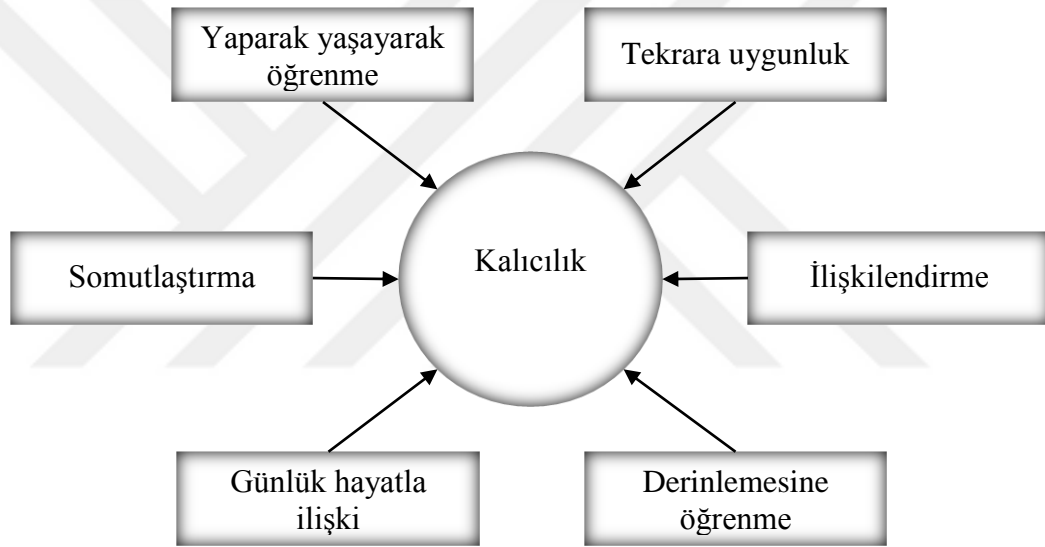 Yaparak yaşayarak
öğrenme
Tekrara uygunluk
Somutlaştırma
Kalıcılık
İlişkilendirme
Günlük hayatla
ilişki
Derinlemesine
öğrenme